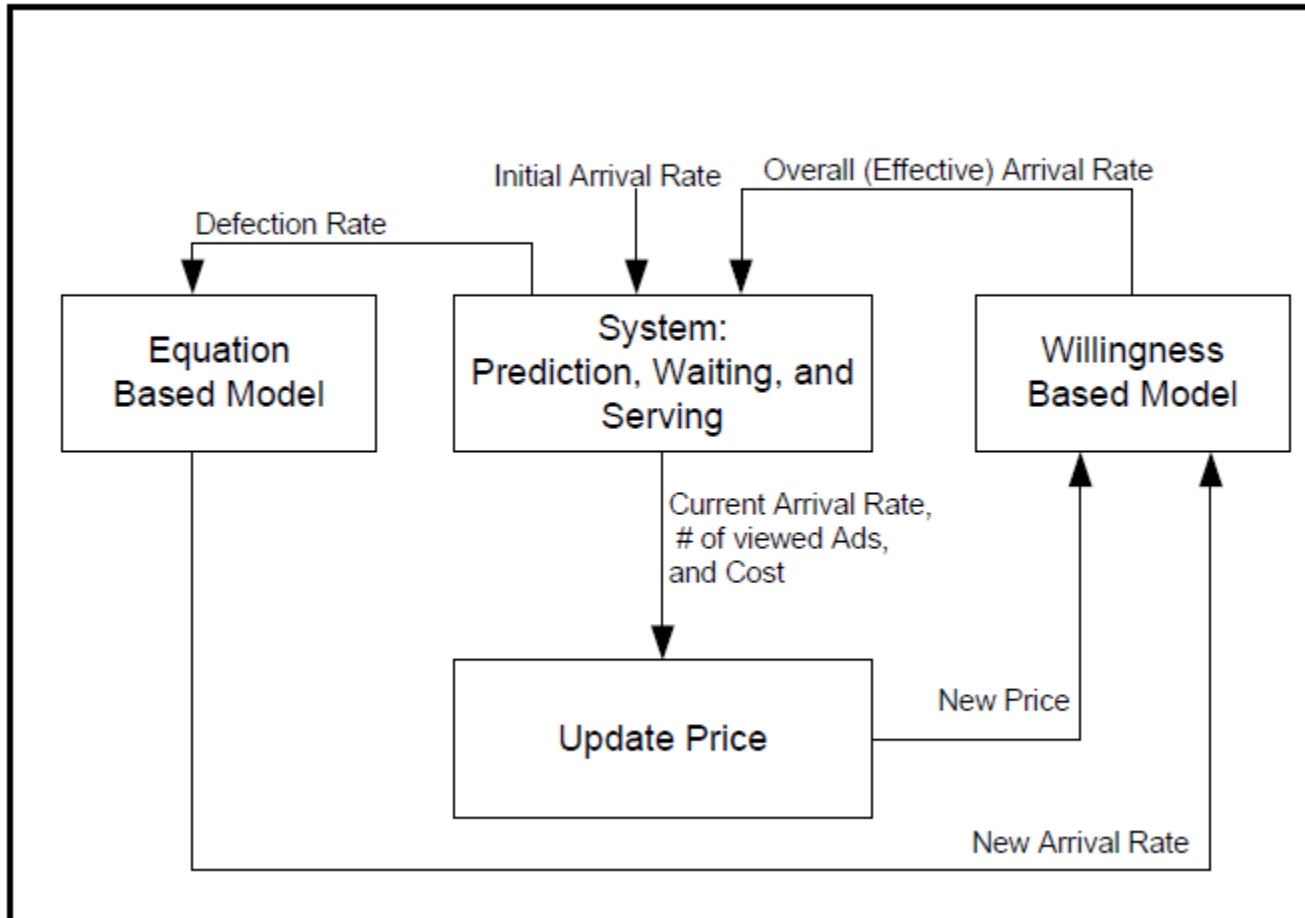 Initial Arrival Rate
Overall (Effective) Arrival Rate
Defection Rate
Equation
Based Model
System:
Prediction, Waiting, and
Serving
Willingness
Based Model
Current Arrival Rate,
# of viewed Ads,
and Cost
Update Price
New Price
New Arrival Rate